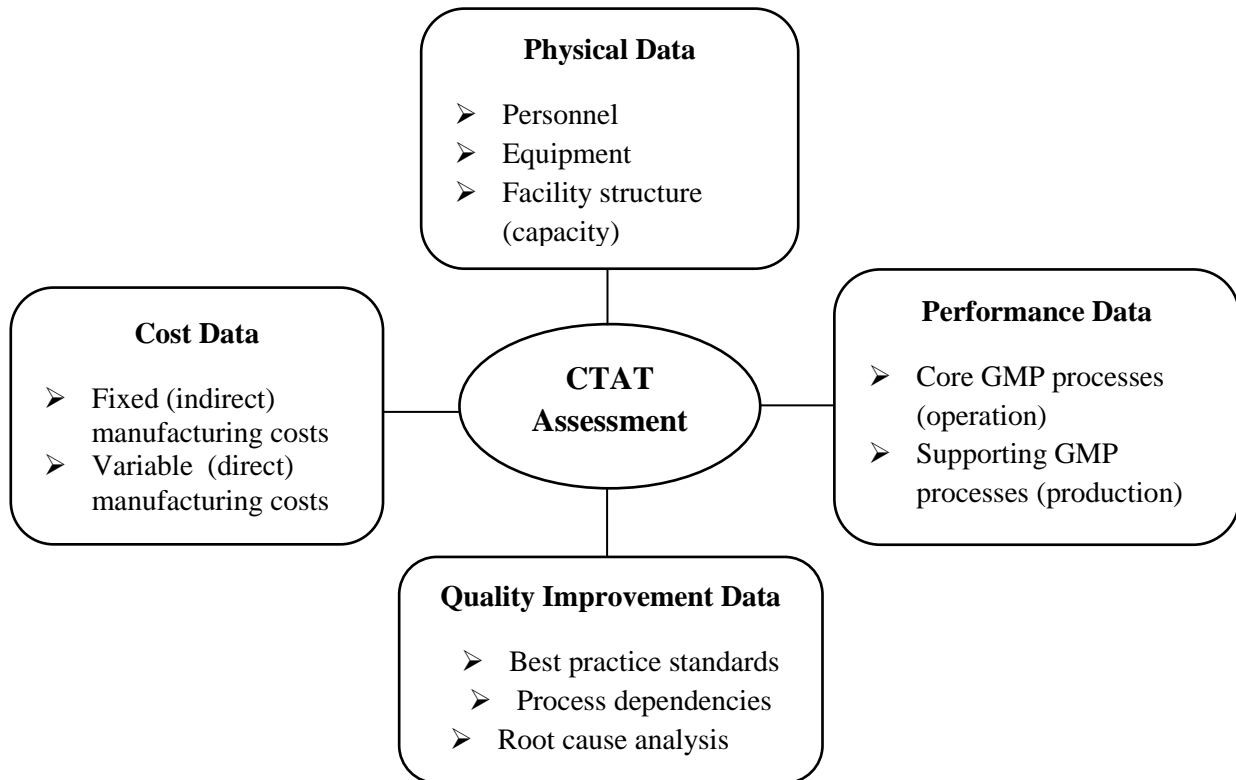 Physical Data
➢ Personnel
➢ Equipment
➢ Facility structure
(capacity)
Cost Data
➢ Fixed (indirect)
manufacturing costs
➢ Variable (direct)
manufacturing costs
CTAT
Assessment
Performance Data
➢ Core GMP processes
(operation)
➢ Supporting GMP
processes (production)
Quality Improvement Data
➢ Best practice standards
➢ Process dependencies
➢ Root cause analysis